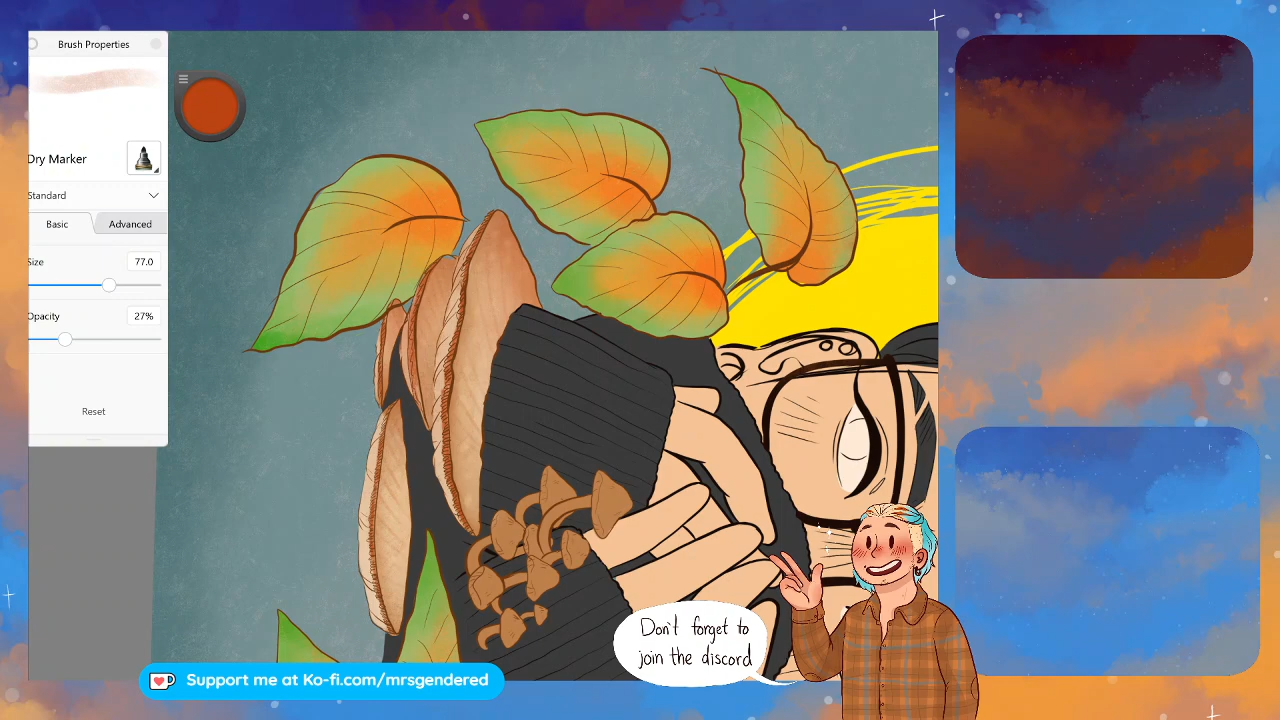 Brush Properties
Dry Marker
Standard
Basic
Advanced
Size
77.0
Opacity
27%
Reset
Don't forget to
join the discord
Support me at Ko-fi.com/mrsgendered